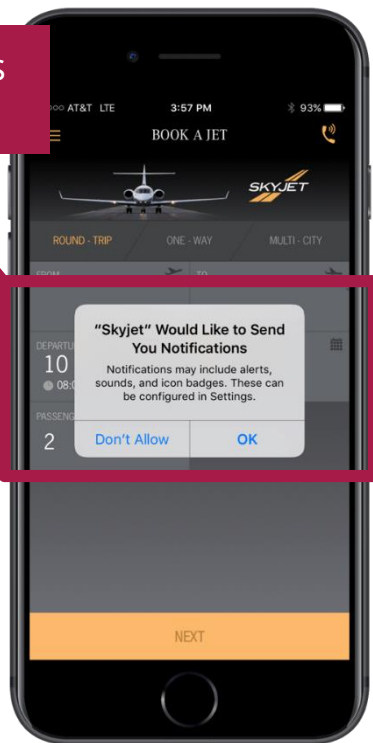 S
AT&T LTE 3:57 PM 93%
BOOK A JET
SKYJET
ROUND - TRIP ONE - WAY MULTI - CITY
FROM TO
"Skyjet" Would Like to Send
You Notifications
Notifications may include alerts,
sounds, and icon badges. These can
be configured in Settings.
Don't Allow OK
10
2
NEXT